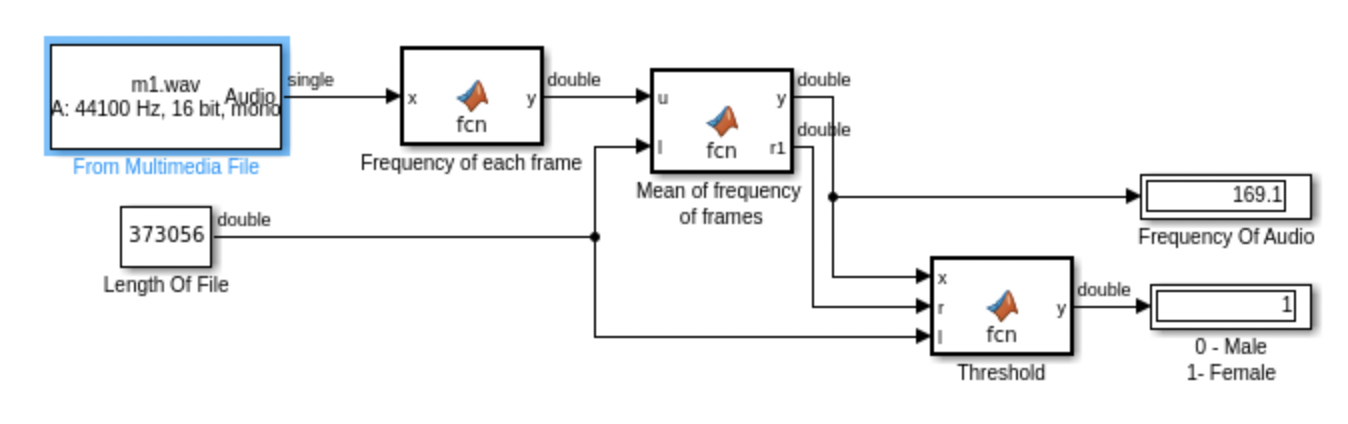 m1.wav
Audio
A: 44100 Hz, 16 bit, mono
From Multimedia File
single
x
y
fcn
Frequency of each frame
double
u
l
y
r1
fcn
Mean of frequency
of frames
double
double
373056
double
Length Of File
169.1
Frequency Of Audio
x
r
l
y
fcn
Threshold
double
1
0 - Male
1- Female